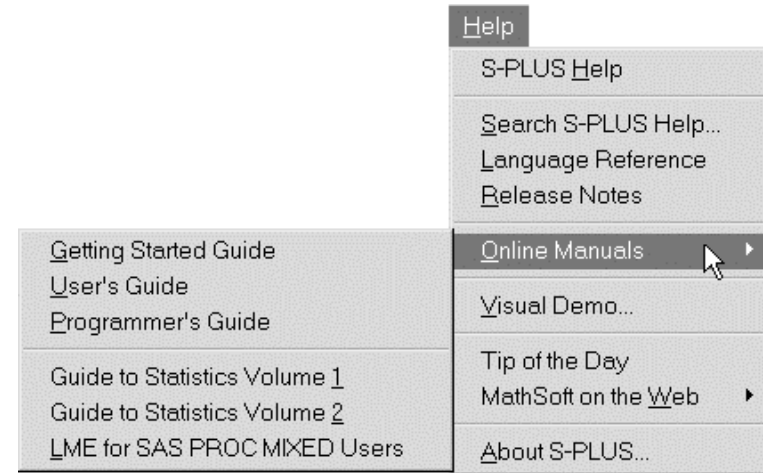 Help
S-PLUS Help
Search S-PLUS Help...
Language Reference
Release Notes
Online Manuals
Visual Demo...
Tip of the Day
MathSoft on the Web
About S-PLUS...
Getting Started Guide
User's Guide
Programmer's Guide
Guide to Statistics Volume 1
Guide to Statistics Volume 2
LME for SAS PROC MIXED Users